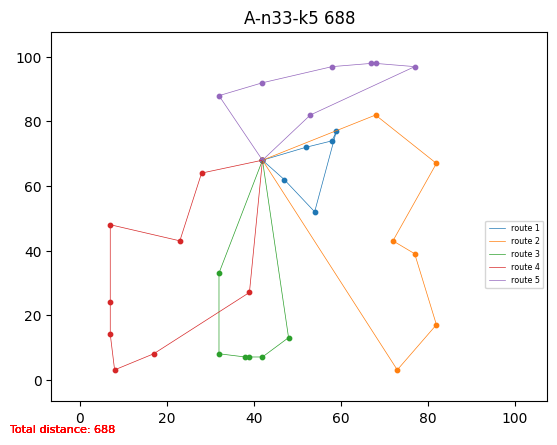 A-n33-k5 688
100
80
60
40
20
0
route 1
route 2
route 3
route 4
route 5
0 20 40 60 80 100
Total distance: 688